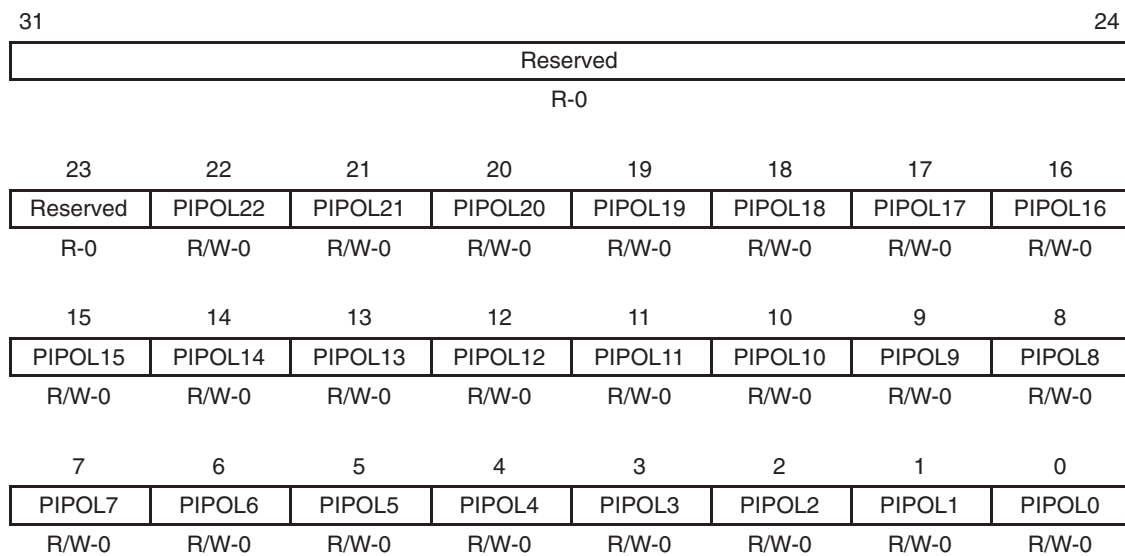 31 24
Reserved
R-0
23 22 21 20 19 18 17 16
Reserved PIPOL22 PIPOL21 PIPOL20 PIPOL19 PIPOL18 PIPOL17 PIPOL16
R-0 R/W-0 R/W-0 R/W-0 R/W-0 R/W-0 R/W-0 R/W-0
15 14 13 12 11 10 9 8
PIPOL15 PIPOL14 PIPOL13 PIPOL12 PIPOL11 PIPOL10 PIPOL9 PIPOL8
R/W-0 R/W-0 R/W-0 R/W-0 R/W-0 R/W-0 R/W-0 R/W-0
7 6 5 4 3 2 1 0
PIPOL7 PIPOL6 PIPOL5 PIPOL4 PIPOL3 PIPOL2 PIPOL1 PIPOL0
R/W-0 R/W-0 R/W-0 R/W-0 R/W-0 R/W-0 R/W-0 R/W-0